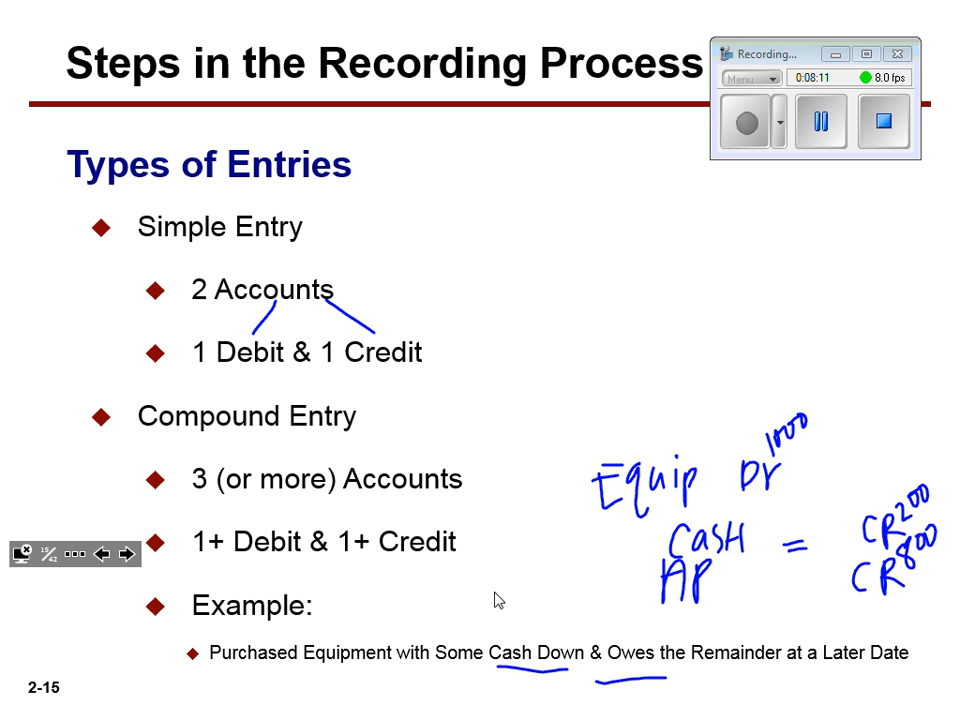 Steps in the Recording Process
Recording...
Menu
0:08:11
8.0 fps
Types of Entries
Simple Entry
2 Accounts
1 Debit & 1 Credit
Compound Entry
3 (or more) Accounts
1+ Debit & 1+ Credit
Example:
Purchased Equipment with Some Cash Down & Owes the Remainder at a Later Date
Equip Dr 1000
Cash = CR 200
AP CR 800
15/42
2-15